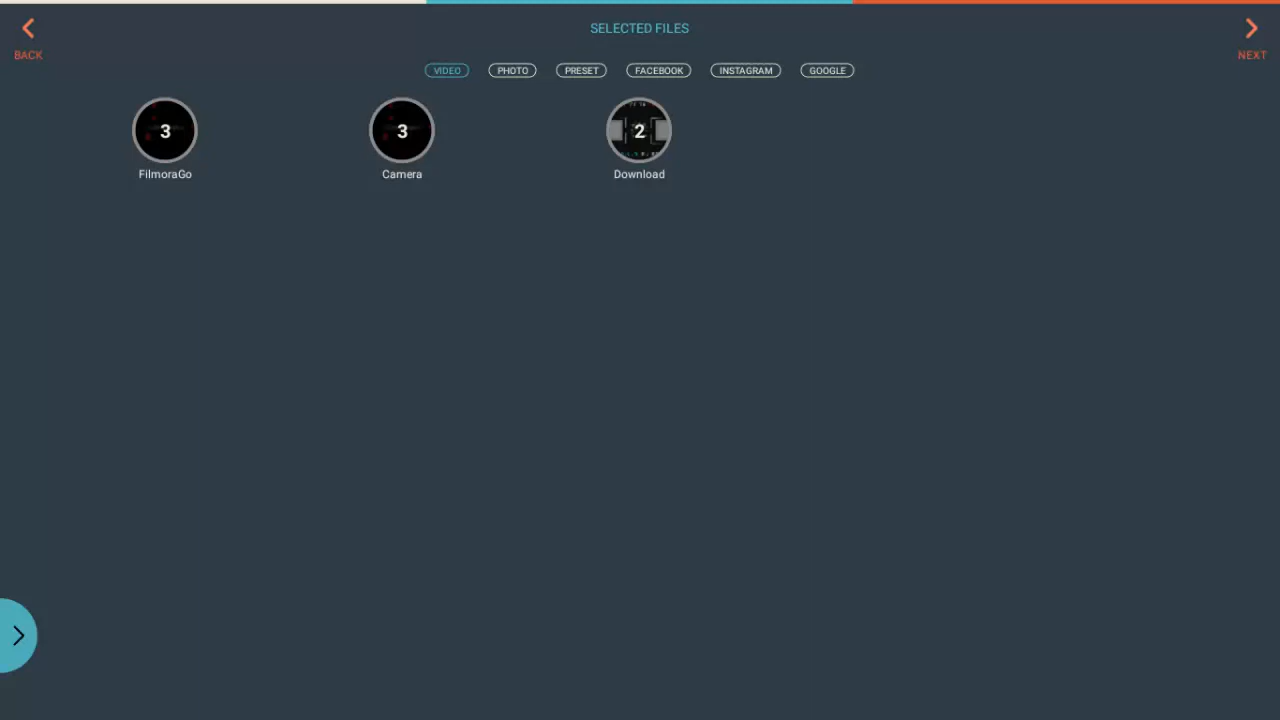 SELECTED FILES
BACK
NEXT
VIDEO PHOTO PRESET FACEBOOK INSTAGRAM GOOGLE
3 3 2
FilmoraGo Camera Download